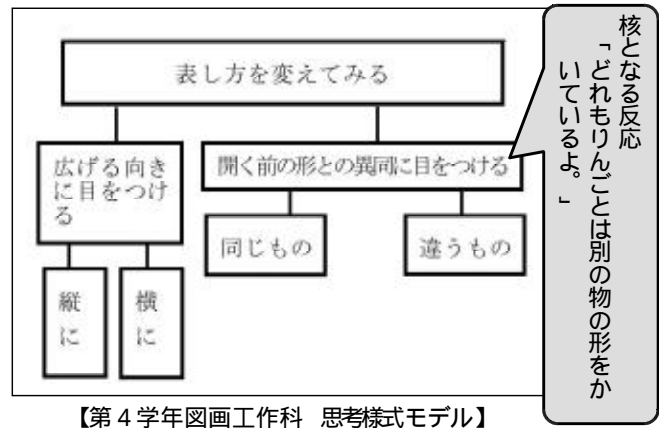 表し方を変えてみる
広げる向き
に目をつけ
る
開く前の形との異同に目をつける
同じもの
違うもの
縦に
横に
核となる反応
「どれもりんごとは別の物の形をか
いているよ。」
【第４学年図画工作科 思考様式モデル】